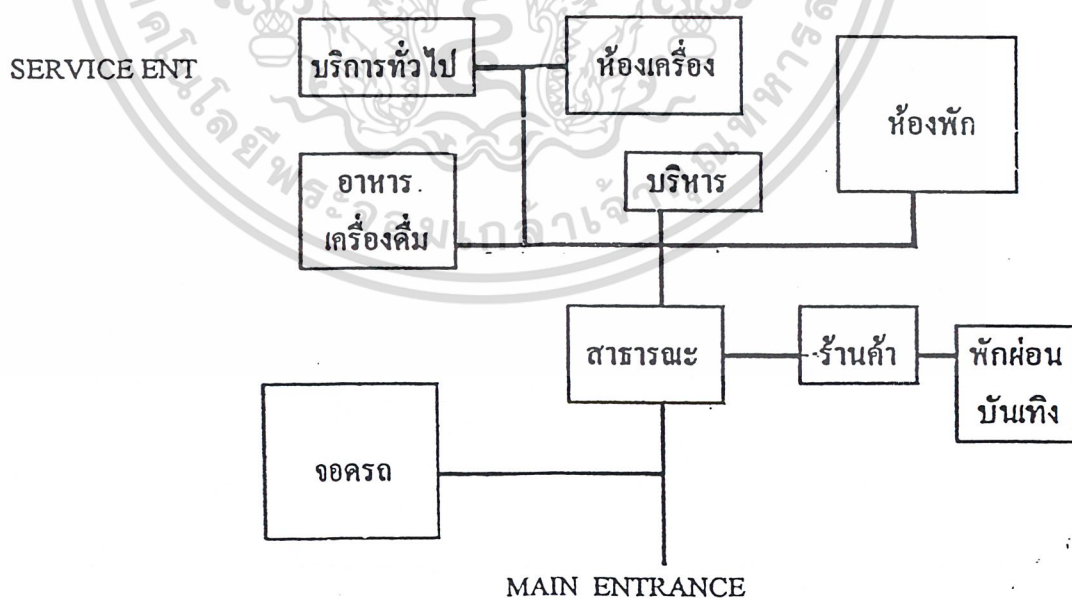 SERVICE ENT
บริการทั่วไป
ห้องเครื่อง
ห้องพัก
อาหาร
เครื่องดื่ม
บริหาร
สาธารณะ
ร้านค้า
พักผ่อน
บันเทิง
จอดรถ
MAIN ENTRANCE